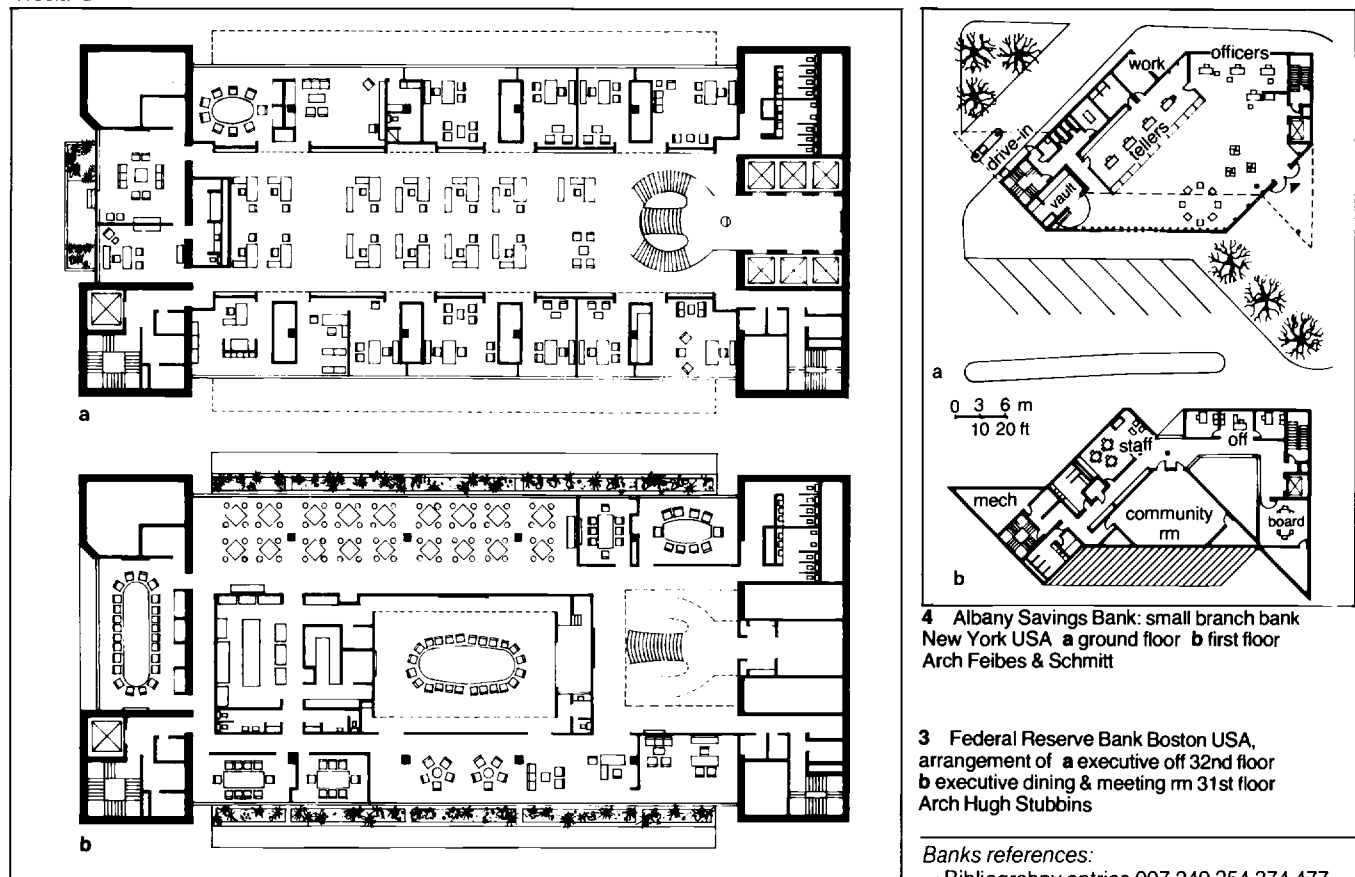 a
b
work
officers
drive-in
tellers
vault
a
0 3 6 m
10 20 ft
staff
off
mech
community
rm
board
b
4 Albany Savings Bank: small branch bank
New York USA a ground floor b first floor
Arch Feibes & Schmitt
3 Federal Reserve Bank Boston USA,
arrangement of a executive off 32nd floor
b executive dining & meeting rm 31st floor
Arch Hugh Stubbins
Banks references: